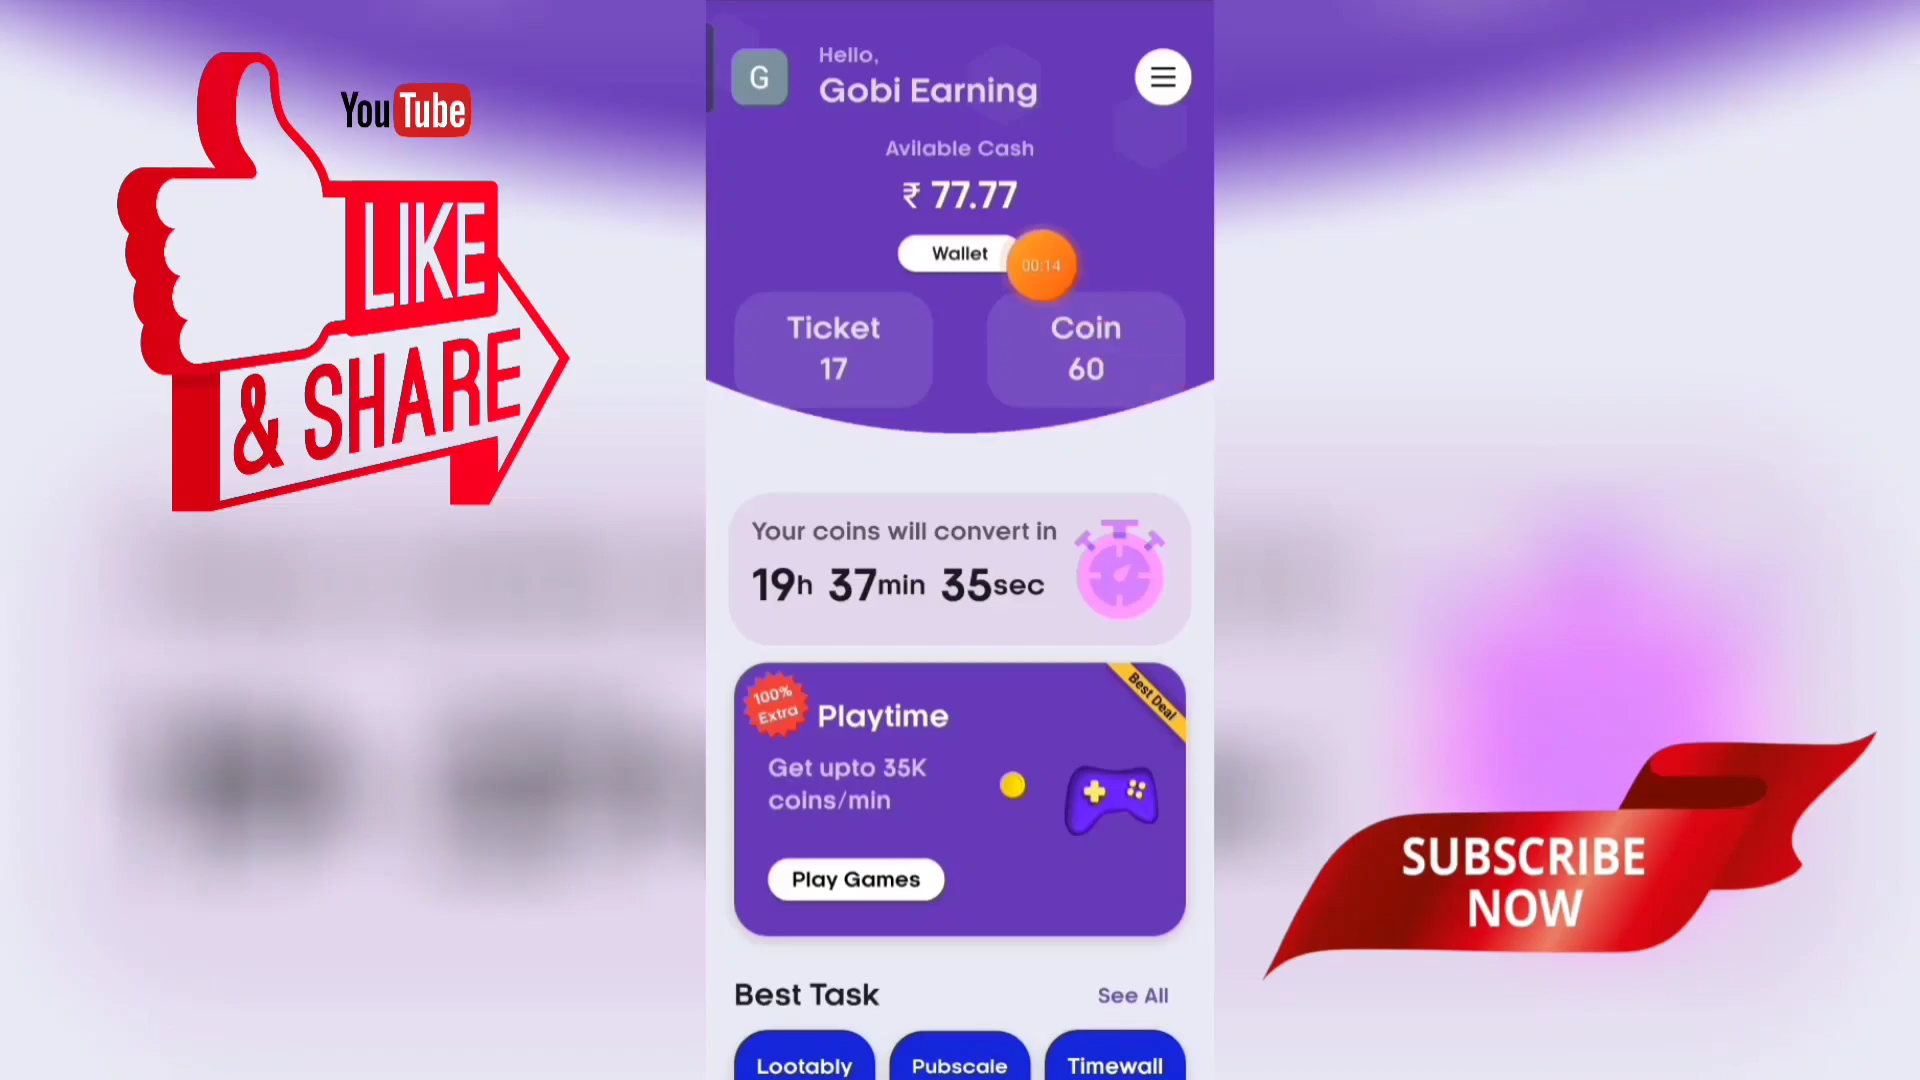 YouTube
LIKE
& SHARE
G
Hello,
Gobi Earning
Avilable Cash
₹ 77.77
Wallet
00:14
Ticket
17
Coin
60
Your coins will convert in
19h 37min 35sec
100%
Extra
Playtime
Best Deal
Get upto 35K
coins/min
Play Games
SUBSCRIBE
NOW
Best Task
See All
Lootably
Pubscale
Timewall